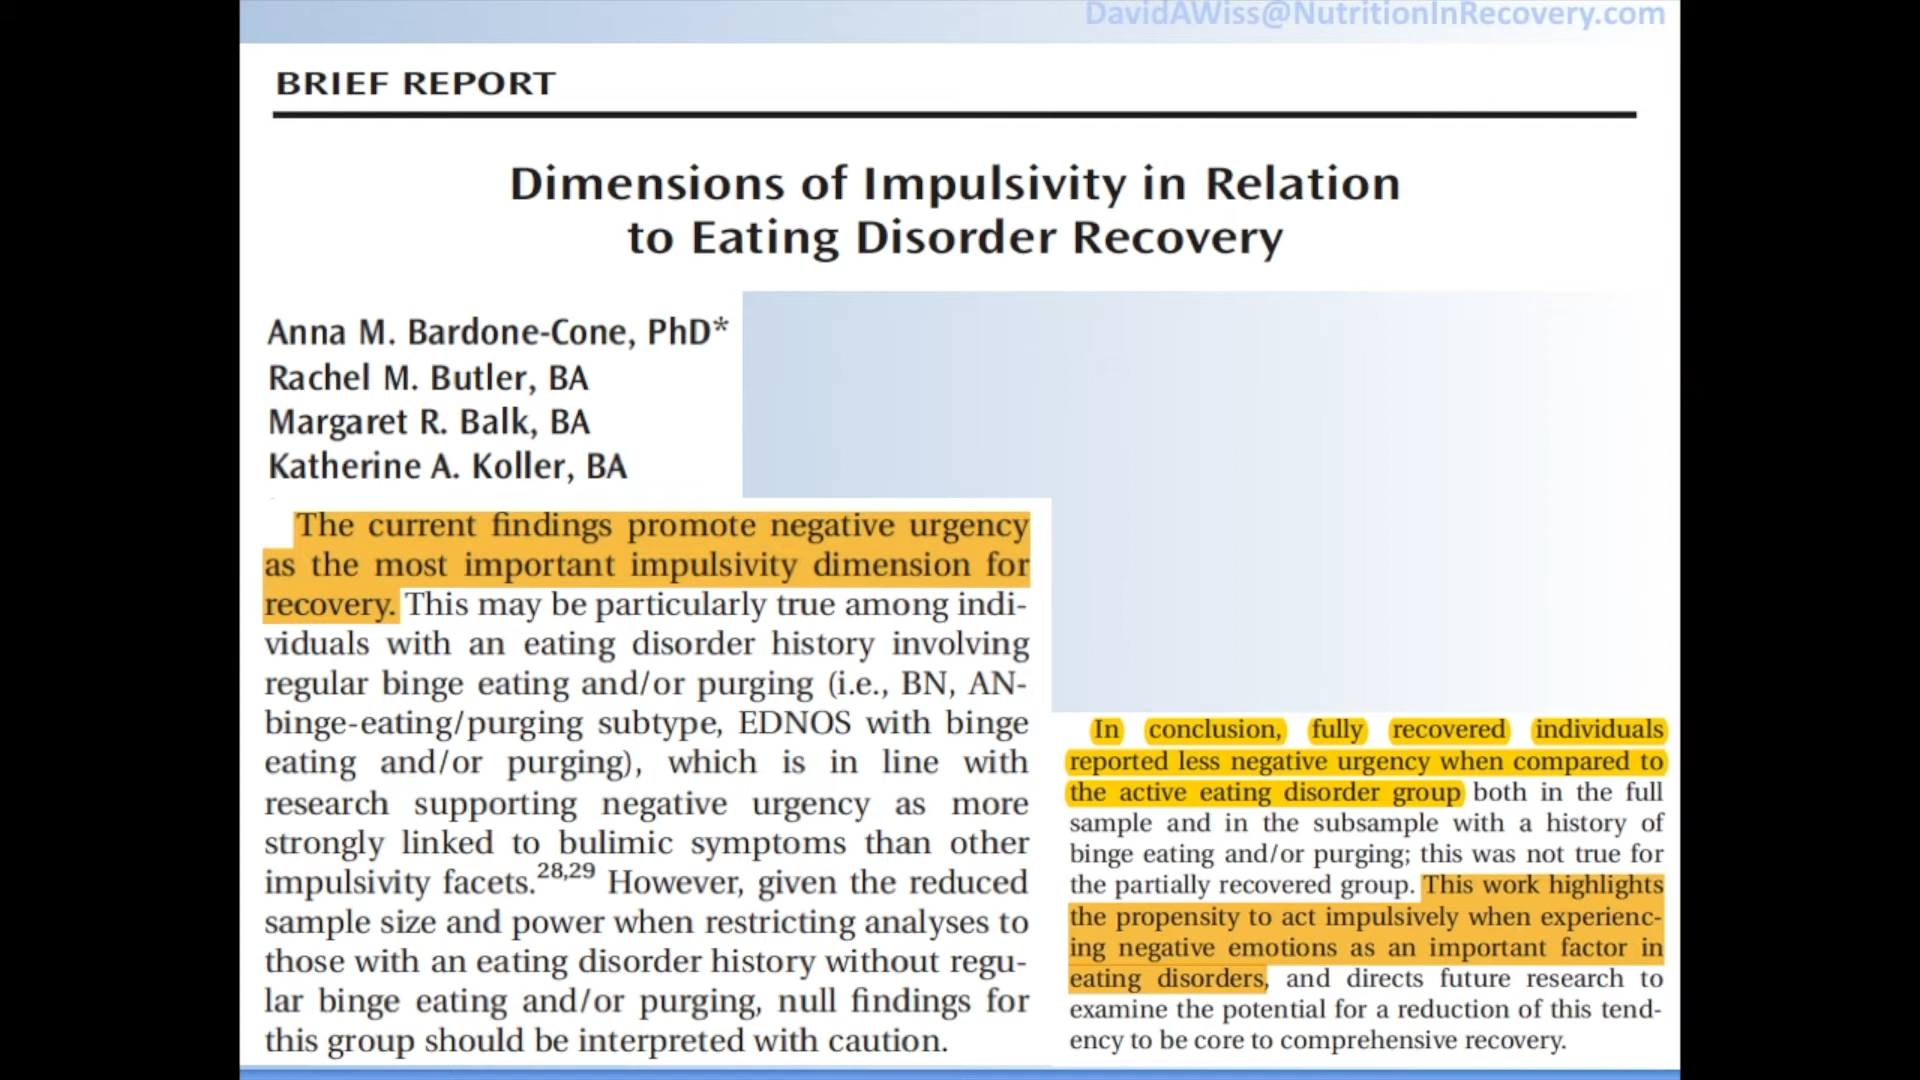 DavidAWiss@NutritionInRecovery.com
BRIEF REPORT
Dimensions of Impulsivity in Relation
to Eating Disorder Recovery
Anna M. Bardone-Cone, PhD*
Rachel M. Butler, BA
Margaret R. Balk, BA
Katherine A. Koller, BA
The current findings promote negative urgency
as the most important impulsivity dimension for
recovery. This may be particularly true among indi-
viduals with an eating disorder history involving
regular binge eating and/or purging (i.e., BN, AN-
binge-eating/purging subtype, EDNOS with binge
eating and/or purging), which is in line with
research supporting negative urgency as more
strongly linked to bulimic symptoms than other
impulsivity facets.28,29 However, given the reduced
sample size and power when restricting analyses to
those with an eating disorder history without regu-
lar binge eating and/or purging, null findings for
this group should be interpreted with caution.
In conclusion, fully recovered individuals
reported less negative urgency when compared to
the active eating disorder group both in the full
sample and in the subsample with a history of
binge eating and/or purging; this was not true for
the partially recovered group. This work highlights
the propensity to act impulsively when experienc-
ing negative emotions as an important factor in
eating disorders, and directs future research to
examine the potential for a reduction of this tend-
ency to be core to comprehensive recovery.